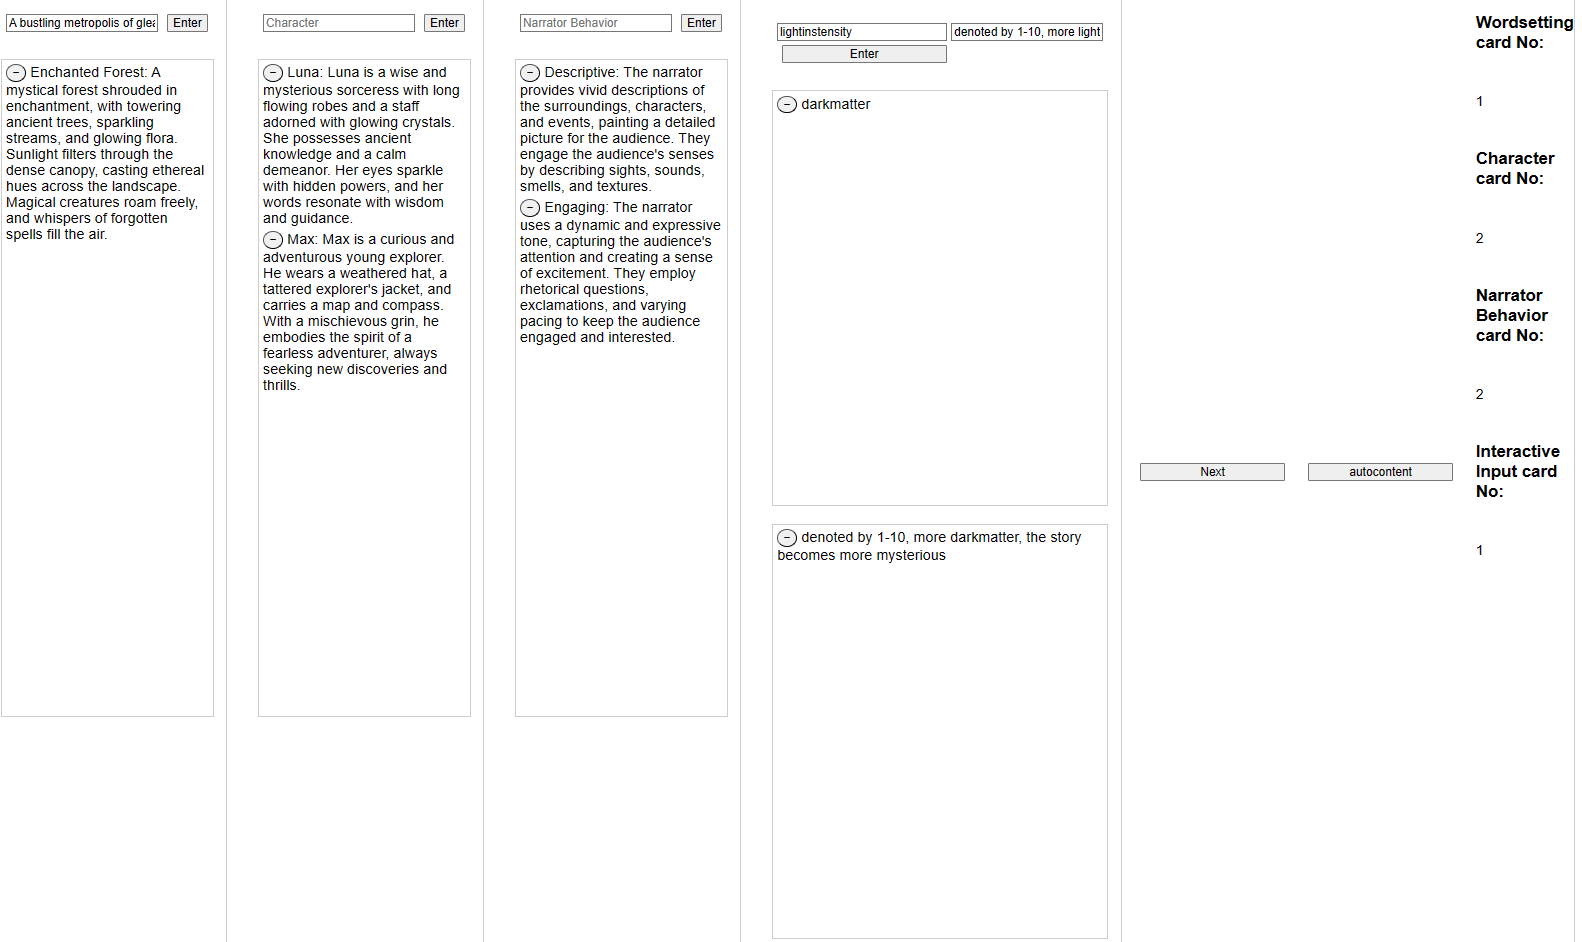 A bustling metropolis of glea
Enter
− Enchanted Forest: A
mystical forest shrouded in
enchantment, with towering
ancient trees, sparkling
streams, and glowing flora.
Sunlight filters through the
dense canopy, casting ethereal
hues across the landscape.
Magical creatures roam freely,
and whispers of forgotten
spells fill the air.
Character
Enter
− Luna: Luna is a wise and
mysterious sorceress with long
flowing robes and a staff
adorned with glowing crystals.
She possesses ancient
knowledge and a calm
demeanor. Her eyes sparkle
with hidden powers, and her
words resonate with wisdom
and guidance.
− Max: Max is a curious and
adventurous young explorer.
He wears a weathered hat, a
tattered explorer's jacket, and
carries a map and compass.
With a mischievous grin, he
embodies the spirit of a
fearless adventurer, always
seeking new discoveries and
thrills.
Narrator Behavior
Enter
− Descriptive: The narrator
provides vivid descriptions of
the surroundings, characters,
and events, painting a detailed
picture for the audience. They
engage the audience's senses
by describing sights, sounds,
smells, and textures.
− Engaging: The narrator
uses a dynamic and expressive
tone, capturing the audience's
attention and creating a sense
of excitement. They employ
rhetorical questions,
exclamations, and varying
pacing to keep the audience
engaged and interested.
lightinstensity
denoted by 1-10, more light
Enter
− darkmatter
− denoted by 1-10, more darkmatter, the story
becomes more mysterious
Next
autocontent
Wordsetting
card No:
1
Character
card No:
2
Narrator
Behavior
card No:
2
Interactive
Input card
No:
1